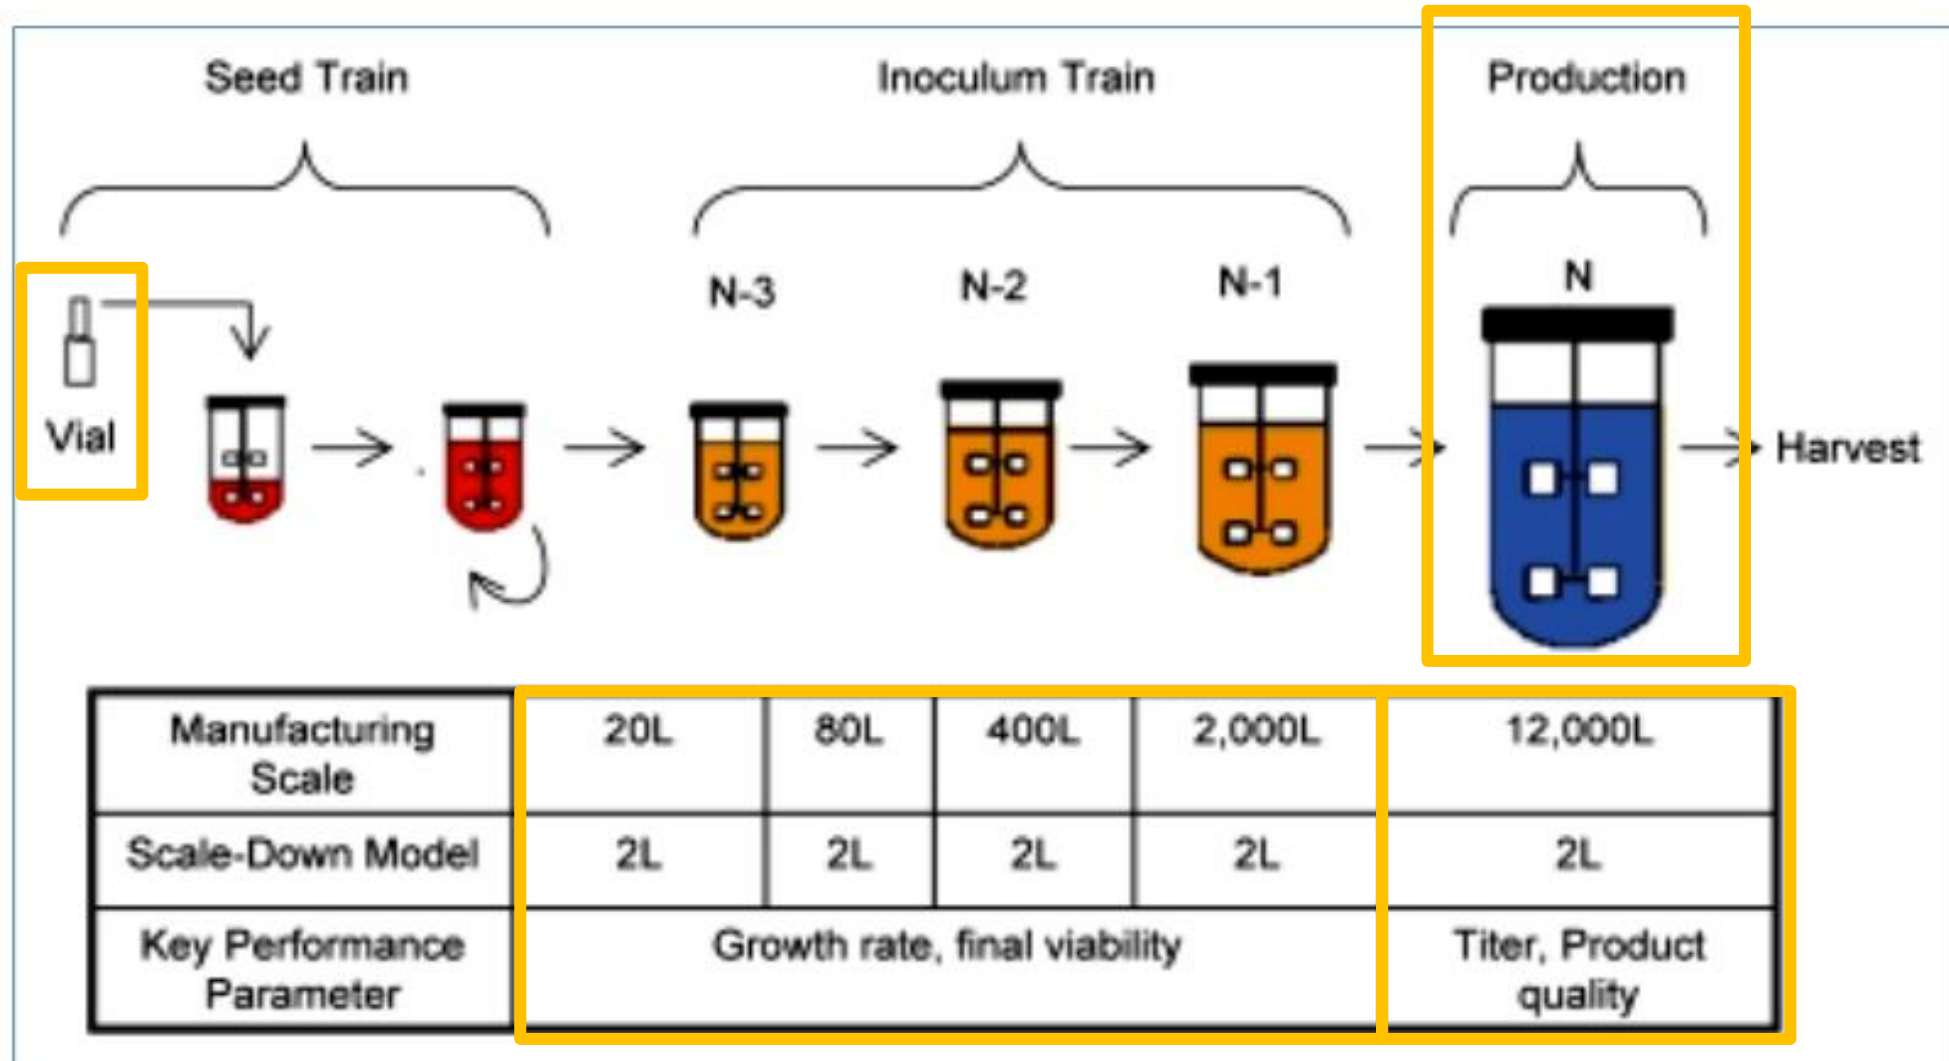 Seed Train
Inoculum Train
Production
N-3
N-2
N-1
N
Vial
Harvest
Manufacturing Scale
20L
80L
400L
2,000L
12,000L
Scale-Down Model
2L
2L
2L
2L
2L
Key Performance Parameter
Growth rate, final viability
Titer, Product quality